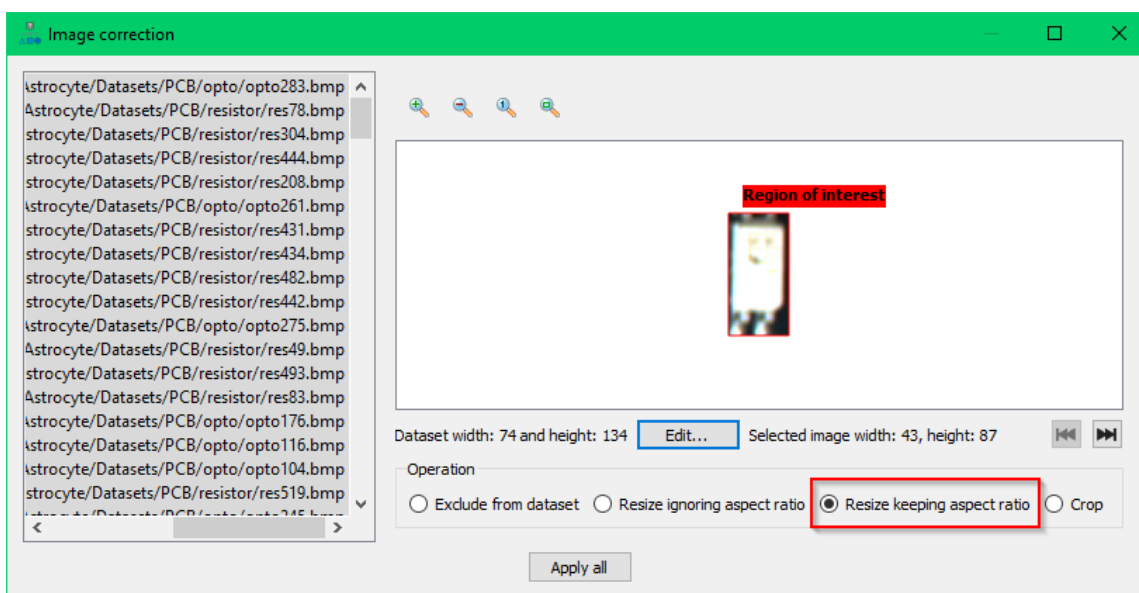 Image correction
strocyte/Datasets/PCB/opto/opto283.bmp
Astrocyte/Datasets/PCB/resistor/res78.bmp
strocyte/Datasets/PCB/resistor/res304.bmp
strocyte/Datasets/PCB/resistor/res444.bmp
strocyte/Datasets/PCB/resistor/res208.bmp
strocyte/Datasets/PCB/opto/opto261.bmp
strocyte/Datasets/PCB/resistor/res431.bmp
strocyte/Datasets/PCB/resistor/res434.bmp
strocyte/Datasets/PCB/resistor/res482.bmp
strocyte/Datasets/PCB/resistor/res442.bmp
strocyte/Datasets/PCB/opto/opto275.bmp
Astrocyte/Datasets/PCB/resistor/res49.bmp
strocyte/Datasets/PCB/resistor/res493.bmp
Astrocyte/Datasets/PCB/resistor/res83.bmp
strocyte/Datasets/PCB/opto/opto176.bmp
strocyte/Datasets/PCB/opto/opto116.bmp
strocyte/Datasets/PCB/opto/opto104.bmp
strocyte/Datasets/PCB/resistor/res519.bmp
Region of interest
Dataset width: 74 and height: 134 Edit... Selected image width: 43, height: 87
Operation
Exclude from dataset Resize ignoring aspect ratio Resize keeping aspect ratio Crop
Apply all